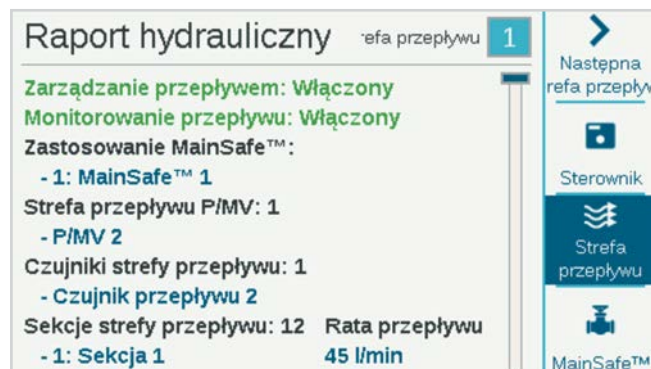 Raport hydrauliczny
refa przepływu 1
Zarządzanie przepływem: Włączony
Monitorowanie przepływu: Włączony
Zastosowanie MainSafe™:
- 1: MainSafe™ 1
Strefa przepływu P/MV: 1
- P/MV 2
Czujniki strefy przepływu: 1
- Czujnik przepływu 2
Sekcje strefy przepływu: 12 Rata przepływu
- 1: Sekcja 1 45 l/min
Następna
refa przepływ
Sterownik
Strefa
przepływu
MainSafe™